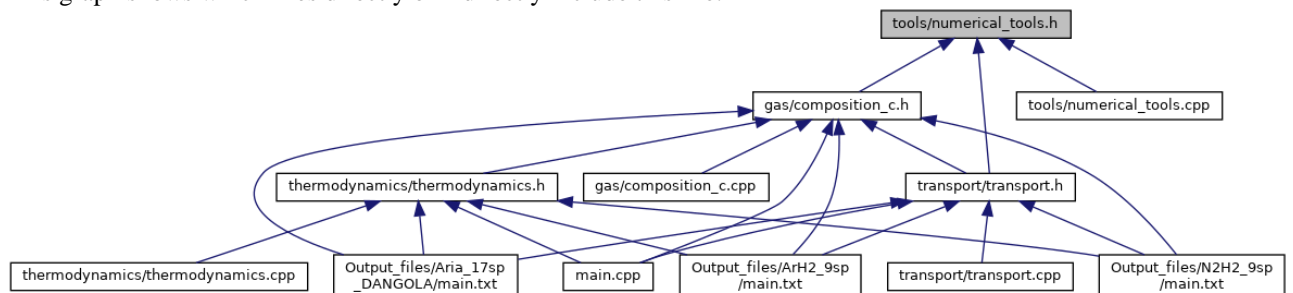 tools/numerical_tools.h
gas/composition_c.h
tools/numerical_tools.cpp
thermodynamics/thermodynamics.h
gas/composition_c.cpp
transport/transport.h
thermodynamics/thermodynamics.cpp
Output_files/Aria_17sp
_DANGOLA/main.txt
main.cpp
Output_files/ArH2_9sp
/main.txt
transport/transport.cpp
Output_files/N2H2_9sp
/main.txt